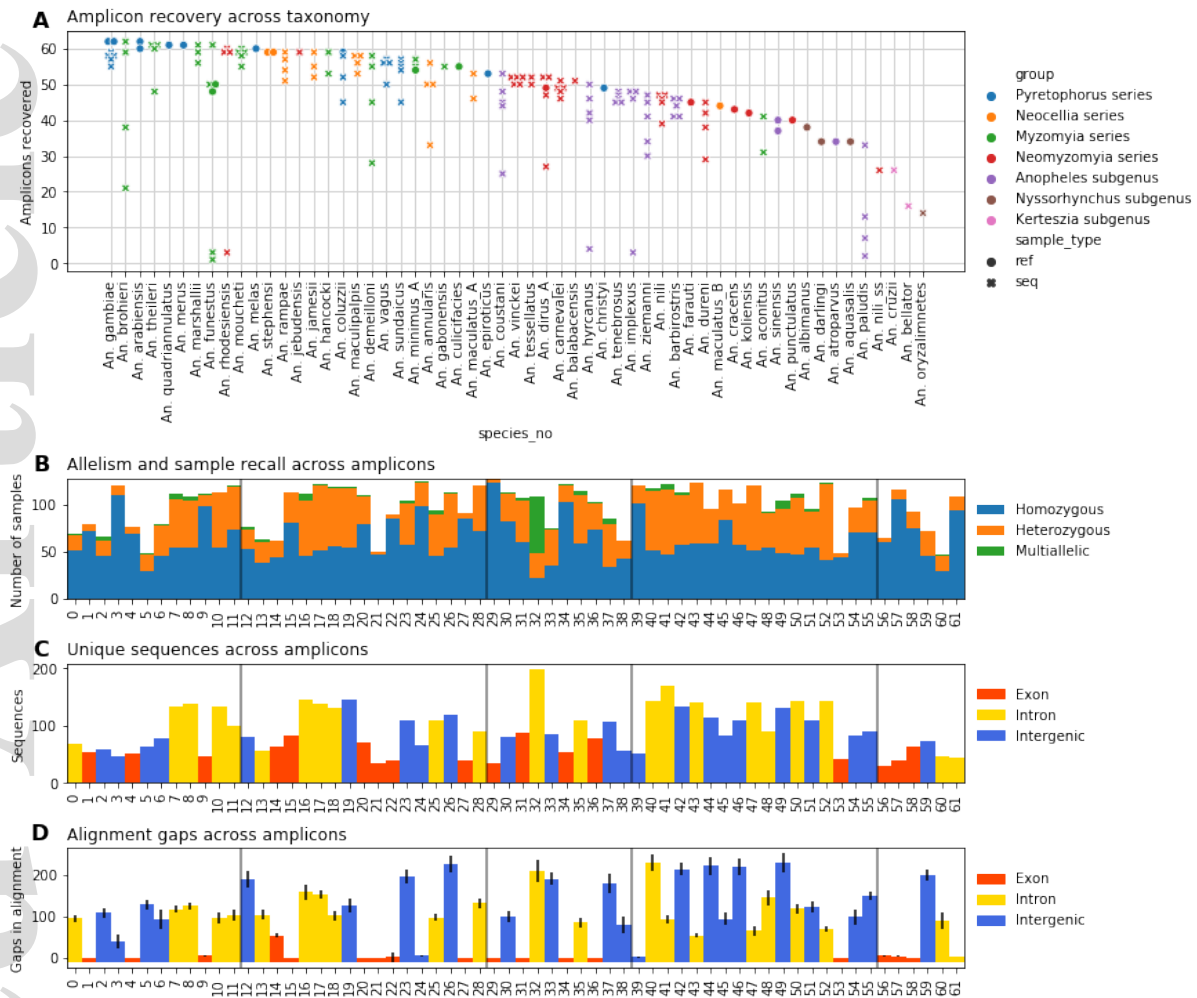 A Amplicon recovery across taxonomy
Amplicons recovered
60
50
40
30
20
10
0
An. gambiae
An. brohieri
An. arabiensis
An. theileri
An. quadriannulatus
An. merus
An. marshallii
An. funestus
An. rhodesiensis
An. moucheti
An. melas
An. stephensi
An. rampae
An. jebudensis
An. jamesii
An. hancocki
An. coluzzii
An. maculipalpis
An. demeilloni
An. vagus
An. sundaicus
An. minimus_A
An. annularis
An. gabonensis
An. culicifacies
An. maculatus_A
An. epiroticus
An. coustani
An. vinckei
An. tessellatus
An. dirus_A
An. carnevalei
An. balabacensis
An. hyrcanus
An. christyi
An. tenebrosus
An. implexus
An. ziemannii
An. nili
An. barbirostris
An. farauti
An. dureni
An. maculatus_B
An. cracens
An. koliensis
An. aconitus
An. sinensis
An. punctulatus
An. albimanus
An. darlingi
An. atroparvus
An. aquasalis
An. paludis
An. nili_ss
An. cruzii
An. bellator
An. oryzalimnetes
species_no
group
Pyretophorus series
Neocellia series
Myzomyia series
Neomyzomyia series
Anopheles subgenus
Nyssorhynchus subgenus
Kerteszia subgenus
sample_type
ref
seq
B Allelism and sample recall across amplicons
Number of samples
100
50
0
0 1 2 3 4 5 6 7 8 9 10 11 12 13 14 15 16 17 18 19 20 21 22 23 24 25 26 27 28 29 30 31 32 33 34 35 36 37 38 39 40 41 42 43 44 45 46 47 48 49 50 51 52 53 54 55 56 57 58 59 60 61
Homozygous
Heterozygous
Multiallelic
C Unique sequences across amplicons
Sequences
200
100
0
0 1 2 3 4 5 6 7 8 9 10 11 12 13 14 15 16 17 18 19 20 21 22 23 24 25 26 27 28 29 30 31 32 33 34 35 36 37 38 39 40 41 42 43 44 45 46 47 48 49 50 51 52 53 54 55 56 57 58 59 60 61
Exon
Intron
Intergenic
D Alignment gaps across amplicons
Gaps in alignment
200
100
0
0 1 2 3 4 5 6 7 8 9 10 11 12 13 14 15 16 17 18 19 20 21 22 23 24 25 26 27 28 29 30 31 32 33 34 35 36 37 38 39 40 41 42 43 44 45 46 47 48 49 50 51 52 53 54 55 56 57 58 59 60 61
Exon
Intron
Intergenic